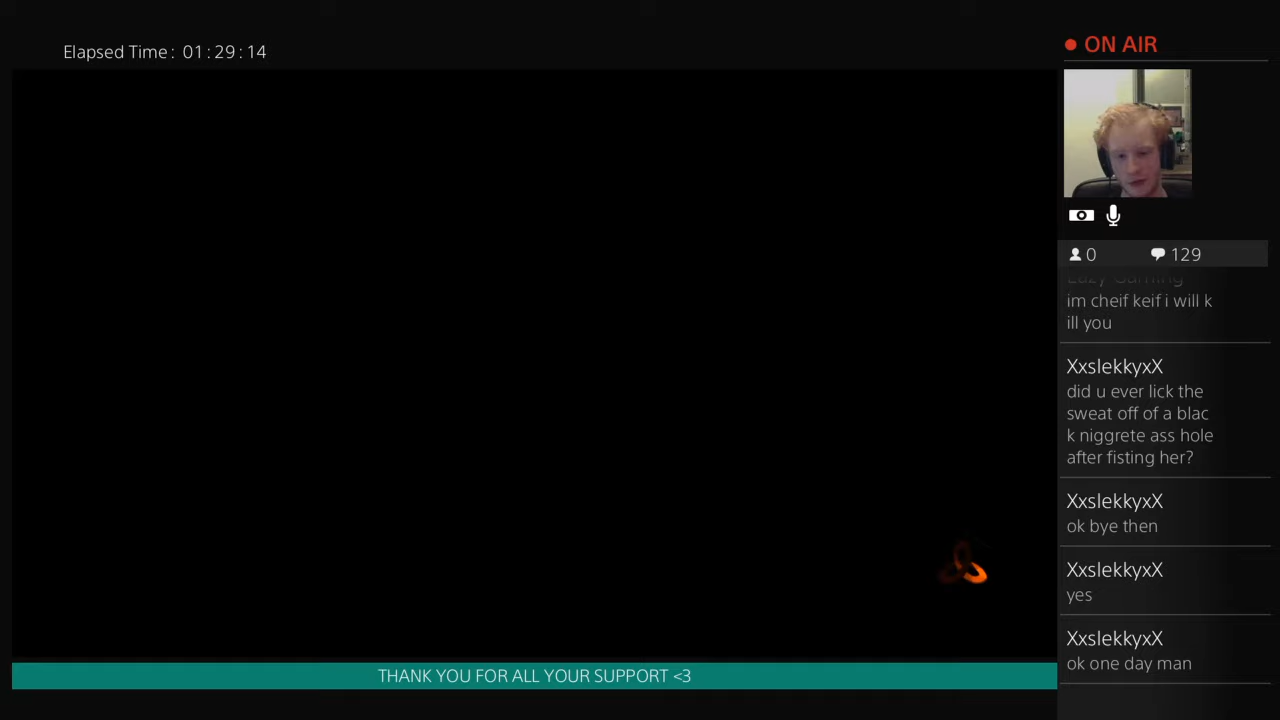 Elapsed Time: 01:29:14
ON AIR
0 129
Lazy Gaming
im cheif keif i will k
ill you
XxslekkyxX
did u ever lick the
sweat off of a blac
k niggrete ass hole
after fisting her?
XxslekkyxX
ok bye then
XxslekkyxX
yes
XxslekkyxX
ok one day man
THANK YOU FOR ALL YOUR SUPPORT <3